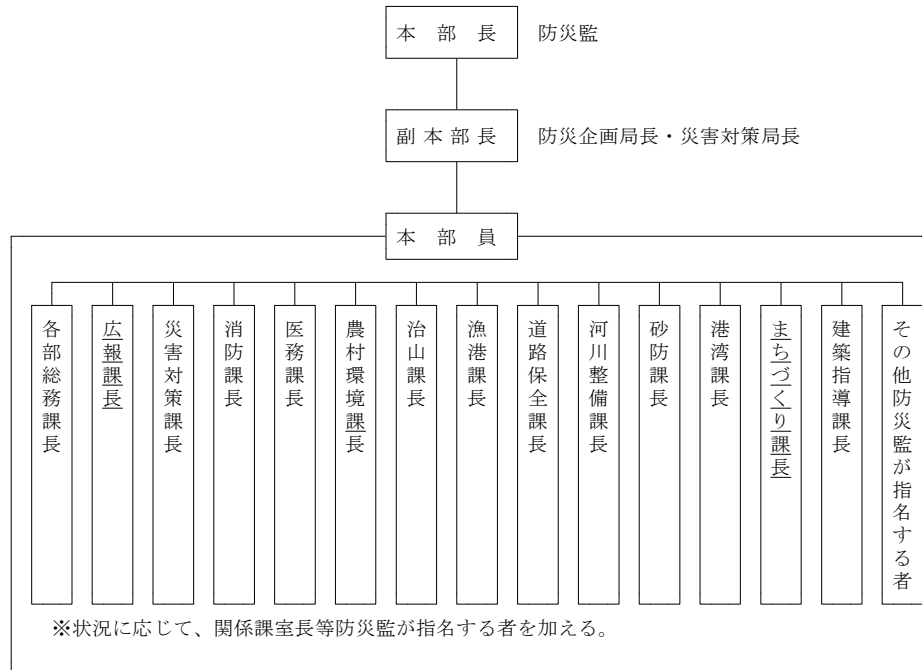 本部長 防災監
副本部長 防災企画局長・災害対策局長
本部員
各部総務課長
広報課長
災害対策課長
消防課長
医務課長
農村環境課長
治山課長
漁港課長
道路保全課長
河川整備課長
砂防課長
港湾課長
まちづくり課長
建築指導課長
その他防災監が指名する者
※状況に応じて、関係課室長等防災監が指名する者を加える。